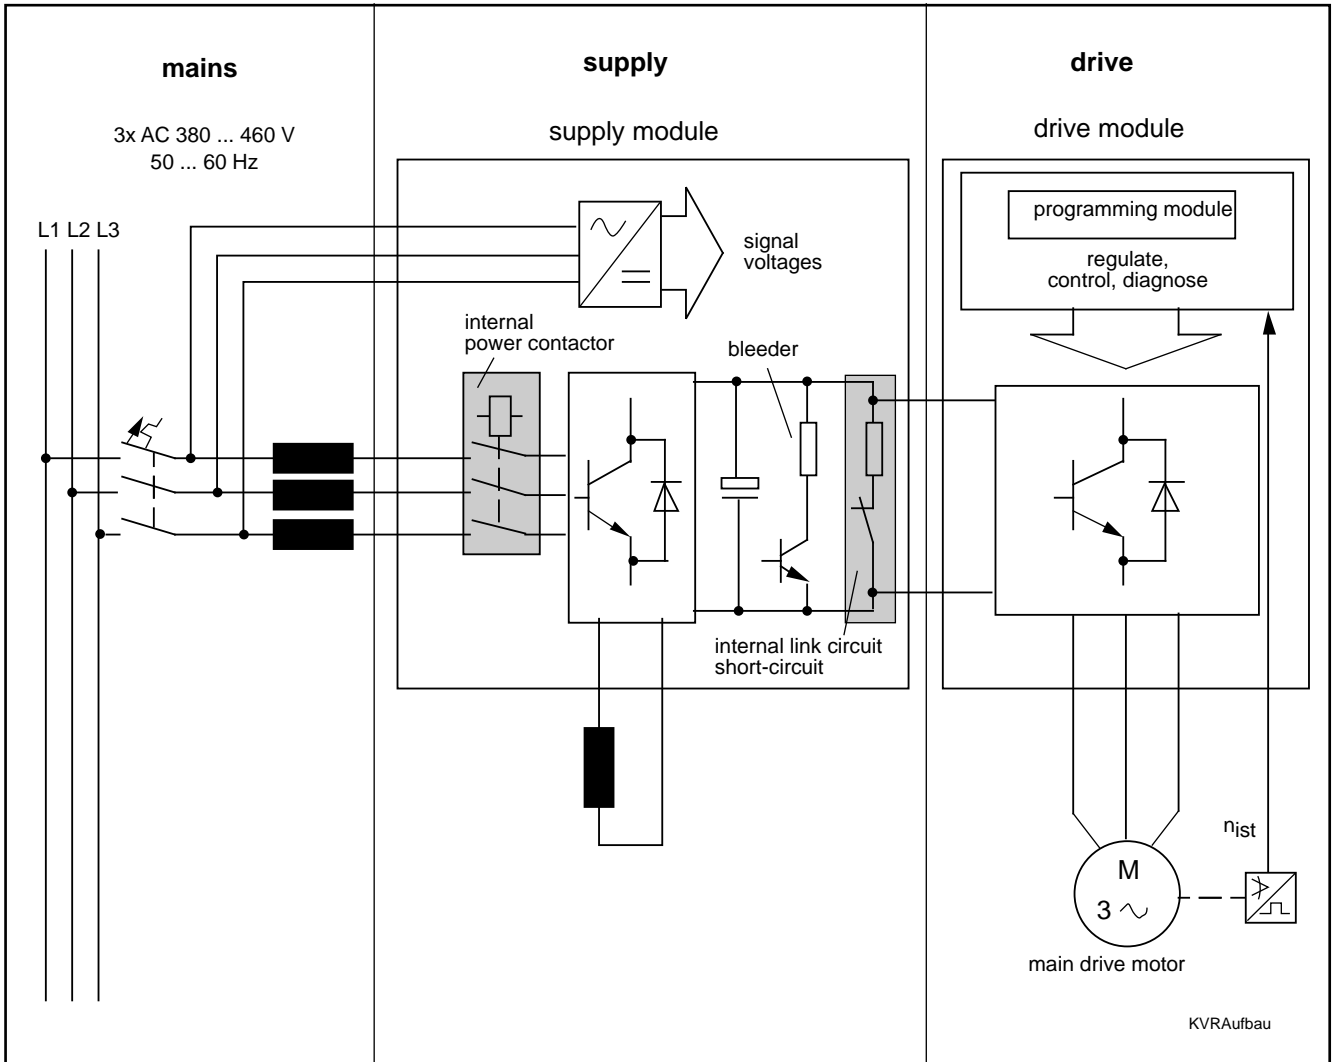 mains
3x AC 380 ... 460 V
50 ... 60 Hz
L1 L2 L3
supply
supply module
signal
voltages
internal
power contactor
bleeder
internal link circuit
short-circuit
drive
drive module
programming module
regulate,
control, diagnose
nist
M
3
main drive motor
KVRAufbau